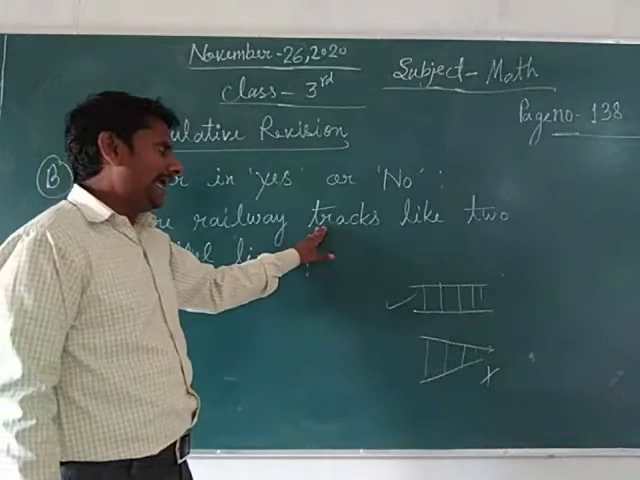 November-26,2020
Subject-Math
Class-3rd
Page no-138
Revision
(B) in 'yes' or 'No' :
railway tracks like two